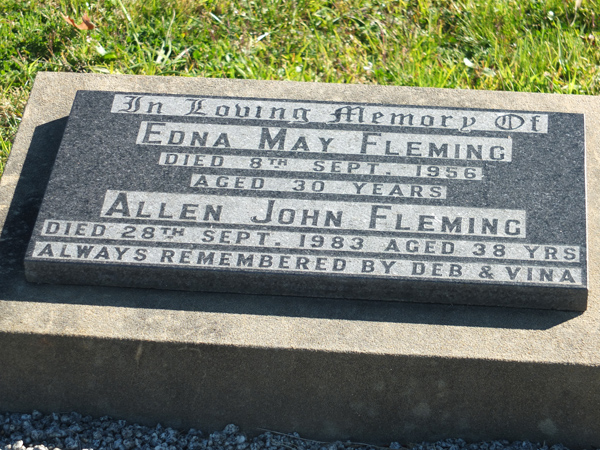 In Loving Memory Of
EDNA MAY FLEMING
DIED 8TH SEPT. 1956
AGED 30 YEARS
ALLEN JOHN FLEMING
DIED 28TH SEPT. 1983 AGED 38 YRS
ALWAYS REMEMBERED BY DEB & VINA